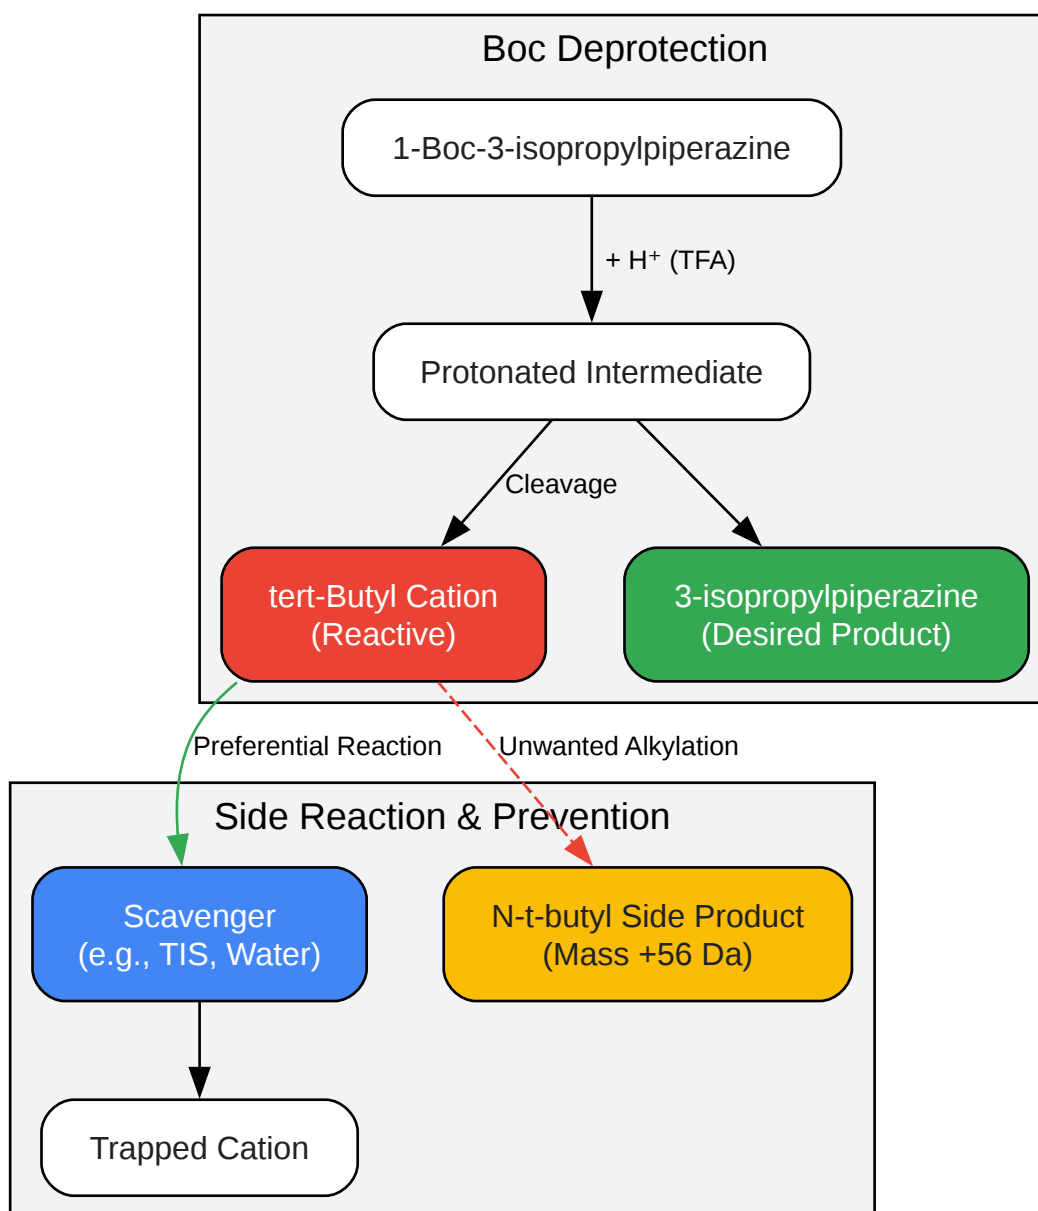 Boc Deprotection
1-Boc-3-isopropylpiperazine
+ H⁺ (TFA)
Protonated Intermediate
Cleavage
tert-Butyl Cation
(Reactive)
3-isopropylpiperazine
(Desired Product)
Preferential Reaction
Unwanted Alkylation
Side Reaction & Prevention
Scavenger
(e.g., TIS, Water)
N-t-butyl Side Product
(Mass +56 Da)
Trapped Cation